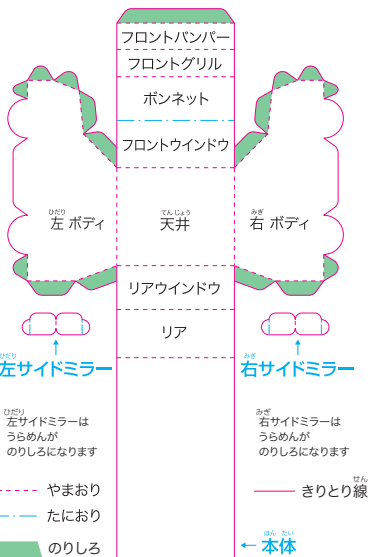 フロントバンパー
フロントグリル
ボンネット
フロントウインドウ
ひだり
左 ボディ
てんじょう
天井
みぎ
右 ボディ
リアウインドウ
リア
ひだり
左サイドミラー
みぎ
右サイドミラー
ひだり
左サイドミラーは
うらめんが
のりしろになります
みぎ
右サイドミラーは
うらめんが
のりしろになります
やまおり
たにおり
のりしろ
せん
きりとり線
ほん たい
本体